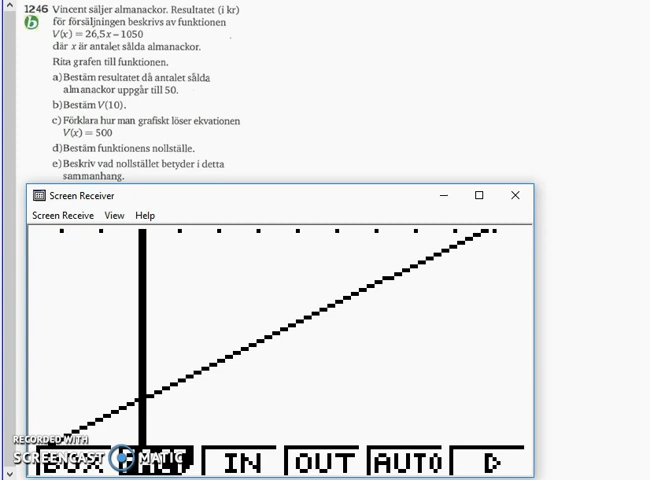 1246 Vincent säljer almanackor. Resultatet (i kr)
för försäljningen beskrivs av funktionen
V(x) = 26,5x – 1050
där x är antalet sålda almanackor.
Rita grafen till funktionen.
b
a) Bestäm resultatet då antalet sålda
almanackor uppgår till 50.
b) Bestäm V(10).
c) Förklara hur man grafiskt löser ekvationen
V(x) = 500
d) Bestäm funktionens nollställe.
e) Beskriv vad nollstället betyder i detta
sammanhang.
Screen Receiver
Screen Receive View Help
RECORDED WITH
SCREENCAST MATIC
IN OUT AUTO